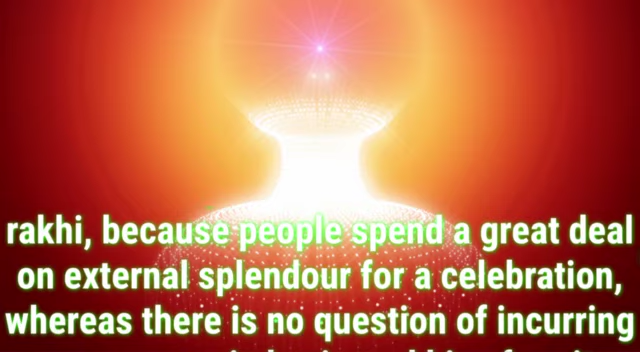 rakhi, because people spend a great deal
on external splendour for a celebration,
whereas there is no question of incurring